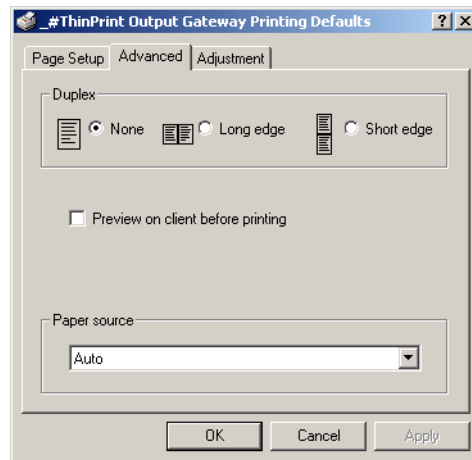 _#ThinPrint Output Gateway Printing Defaults
Page Setup Advanced Adjustment
Duplex
None Long edge Short edge
Preview on client before printing
Paper source
Auto
OK Cancel Apply